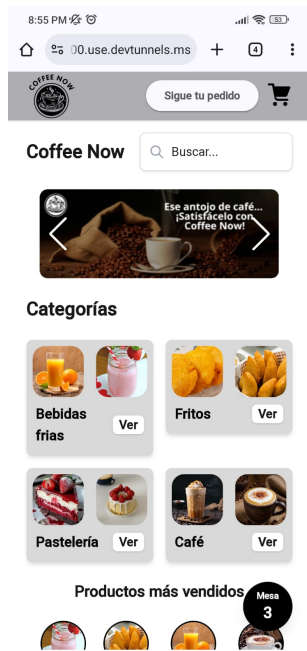 8:55 PM
53
00.use.devtunnels.ms
4
COFFEE NOW
Sigue tu pedido
Coffee Now
Buscar...
Ese antojo de café...
¡Satisfácelo con
Coffee Now!
Categorías
Bebidas
frias
Ver
Fritos
Ver
Pastelería
Ver
Café
Ver
Productos más vendidos
Mesa
3